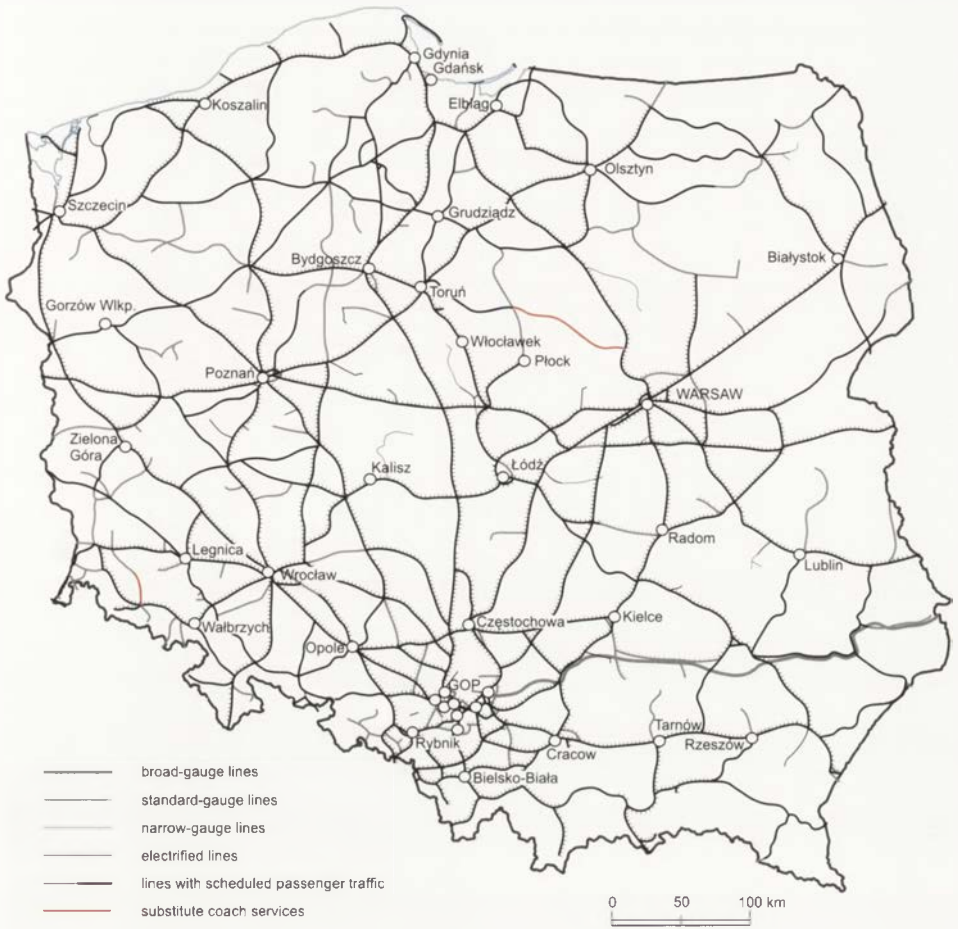 Gdynia
Gdańsk
Koszalin
Elbląg
Olsztyn
Szczecin
Grudziądz
Bydgoszcz
Białystok
Toruń
Gorzów Wlkp.
Włocławek
Płock
Poznań
WARSAW
Zielona
Góra
Kalisz
Łódź
Radom
Legnica
Lublin
Wrocław
Kielce
Częstochowa
Wałbrzych
Opole
GOP
Tarnów
Rybnik
Cracow
Rzeszów
Bielsko-Biała
broad-gauge lines
standard-gauge lines
narrow-gauge lines
electrified lines
lines with scheduled passenger traffic
substitute coach services
0 50 100 km